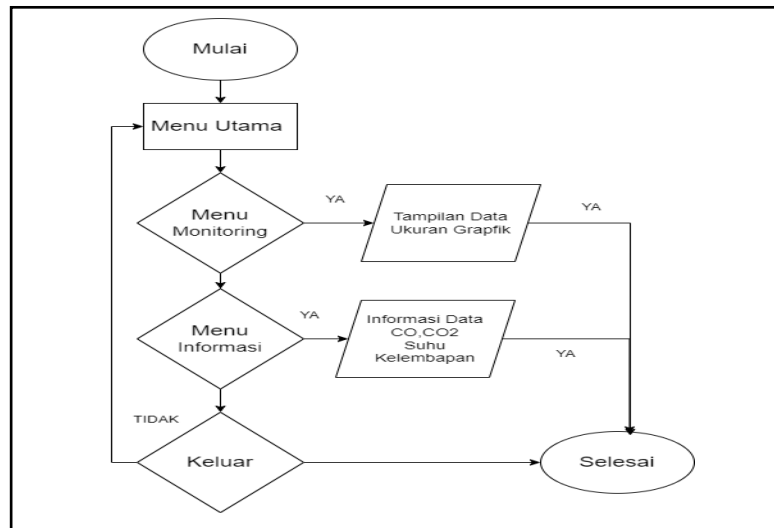 Mulai
Menu Utama
Menu
Monitoring
YA
Tampilan Data
Ukuran Grapfik
YA
Menu
Informasi
YA
Informasi Data
CO,CO2
Suhu
Kelembapan
YA
TIDAK
Keluar
Selesai